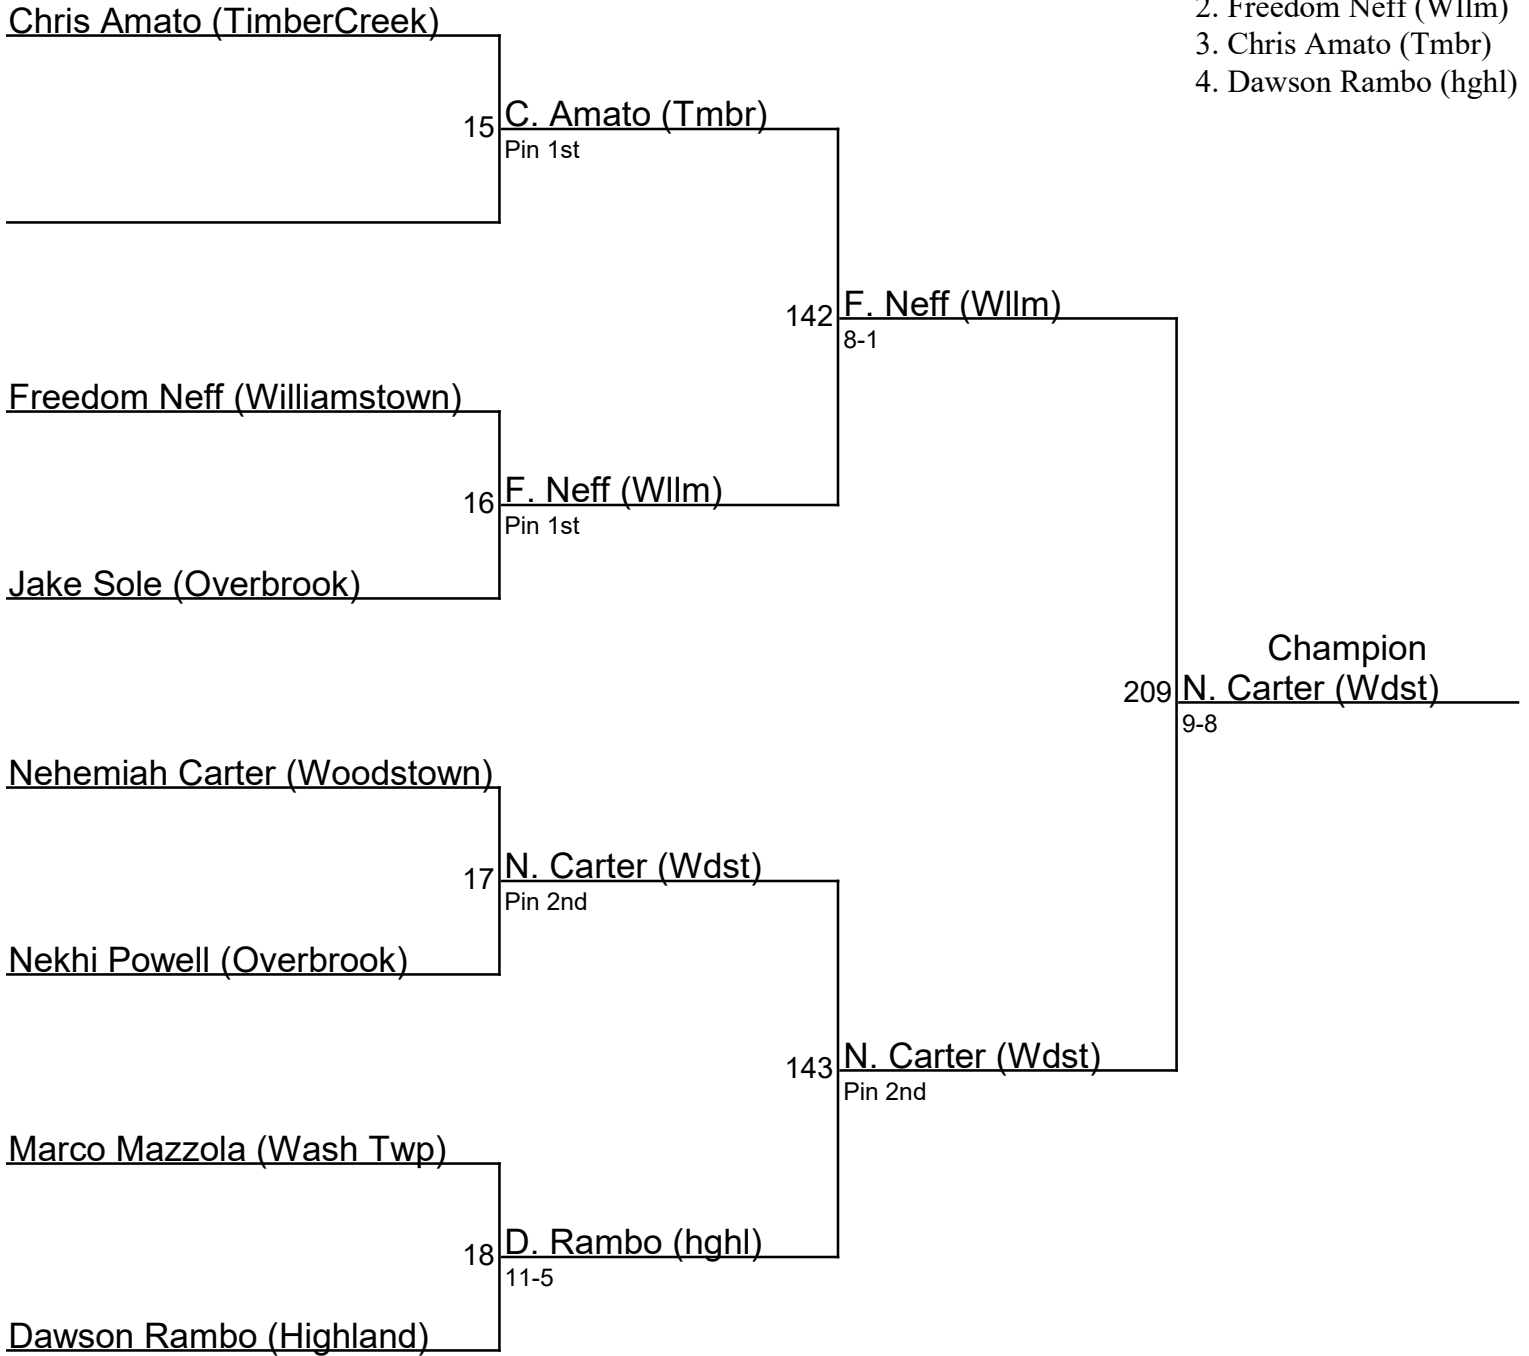 Chris Amato (TimberCreek)
2. Freedom Neff (Wllm)
3. Chris Amato (Tmbr)
4. Dawson Rambo (hghl)
15 C. Amato (Tmbr)
Pin 1st
142 F. Neff (Wllm)
8-1
Freedom Neff (Williamstown)
16 F. Neff (Wllm)
Pin 1st
Jake Sole (Overbrook)
Champion
209 N. Carter (Wdst)
9-8
Nehemiah Carter (Woodstown)
17 N. Carter (Wdst)
Pin 2nd
Nekhi Powell (Overbrook)
143 N. Carter (Wdst)
Pin 2nd
Marco Mazzola (Wash Twp)
18 D. Rambo (hghl)
11-5
Dawson Rambo (Highland)